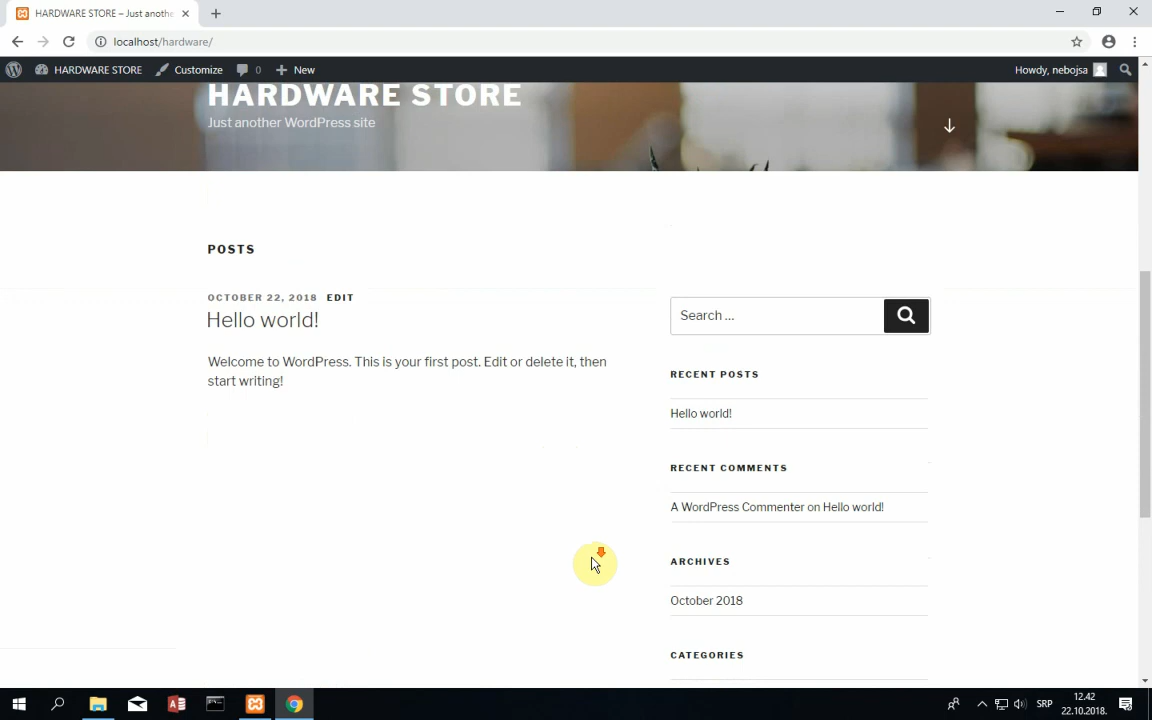 HARDWARE STORE – Just anothe
localhost/hardware/
HARDWARE STORE
Customize
0
New
Howdy, nebojsa
HARDWARE STORE
Just another WordPress site
POSTS
OCTOBER 22, 2018 EDIT
Hello world!
Welcome to WordPress. This is your first post. Edit or delete it, then
start writing!
Search …
RECENT POSTS
Hello world!
RECENT COMMENTS
A WordPress Commenter on Hello world!
ARCHIVES
October 2018
CATEGORIES
SRP
12.42
22.10.2018.